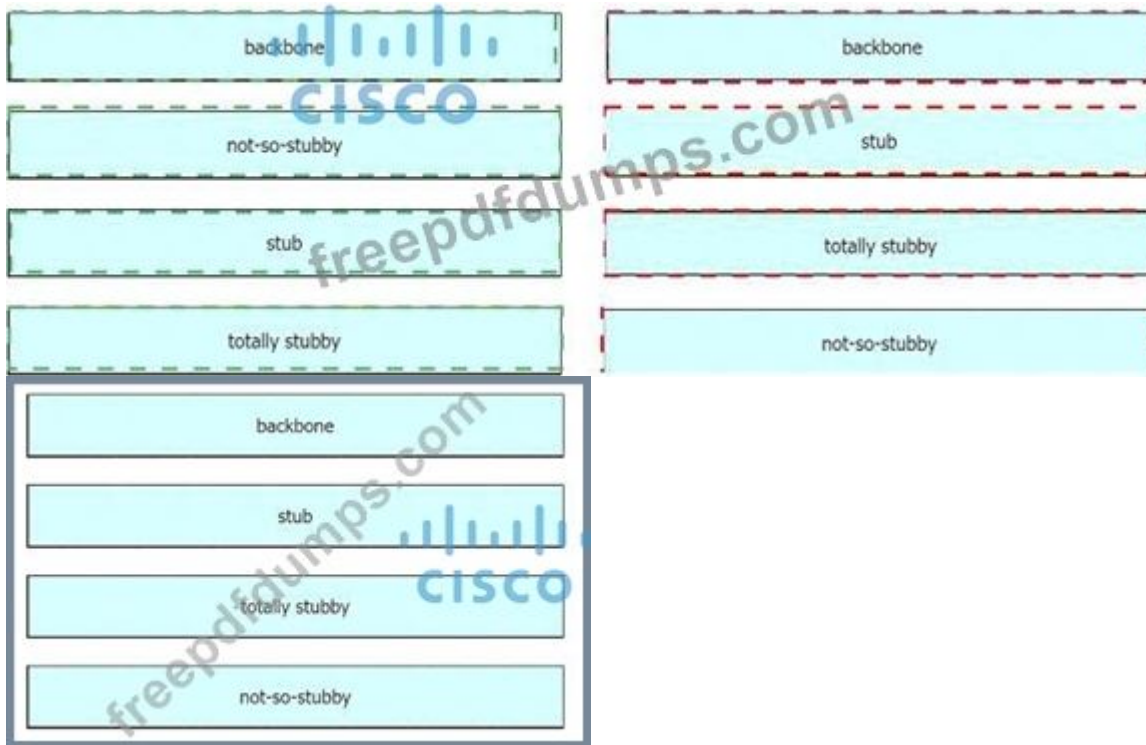 backbone
CISCO
not-so-stubby
stub
totally stubby
backbone
stub
totally stubby
not-so-stubby
freepdfdumps.com
backbone
stub
CISCO
totally stubby
not-so-stubby
freepdfdumps.com